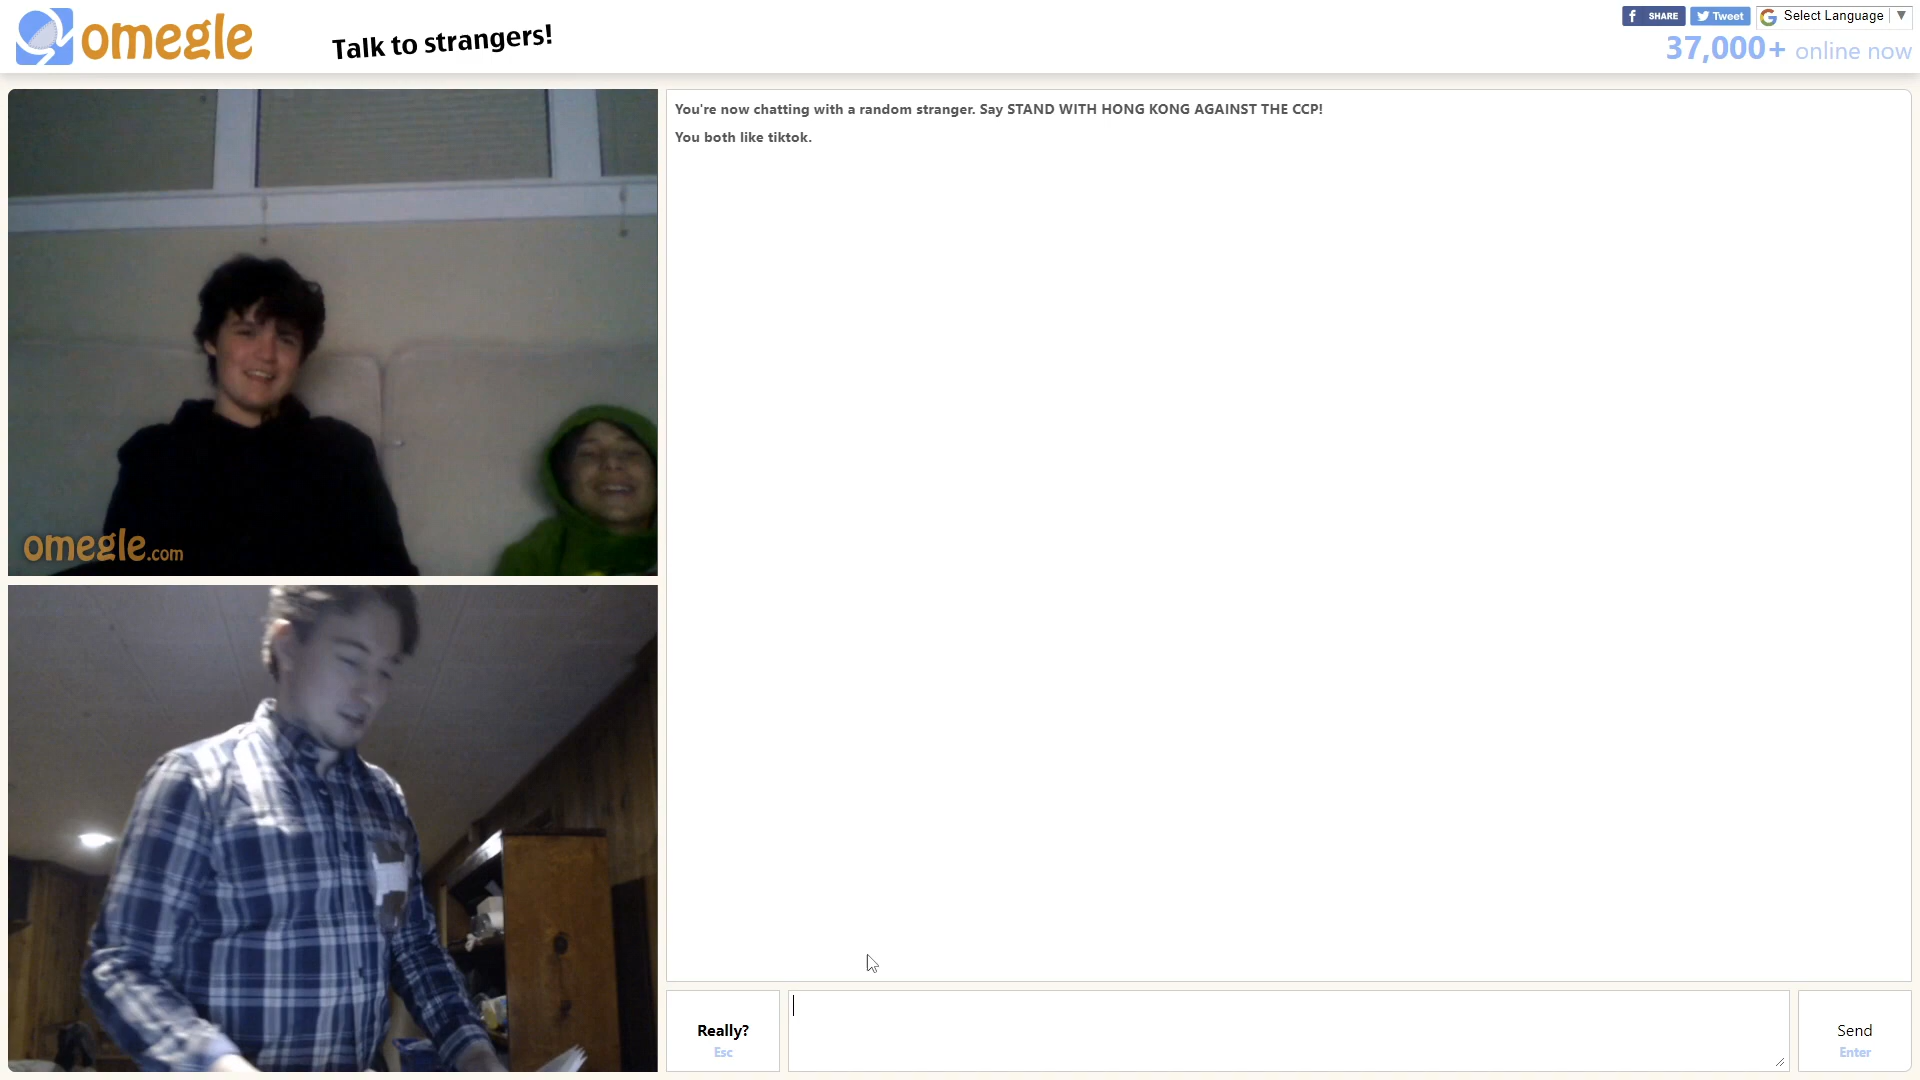 omegle
Talk to strangers!
SHARE
Tweet
Select Language ▼
37,000+ online now
You're now chatting with a random stranger. Say STAND WITH HONG KONG AGAINST THE CCP!
You both like tiktok.
omegle.com
Really?
Esc
Send
Enter